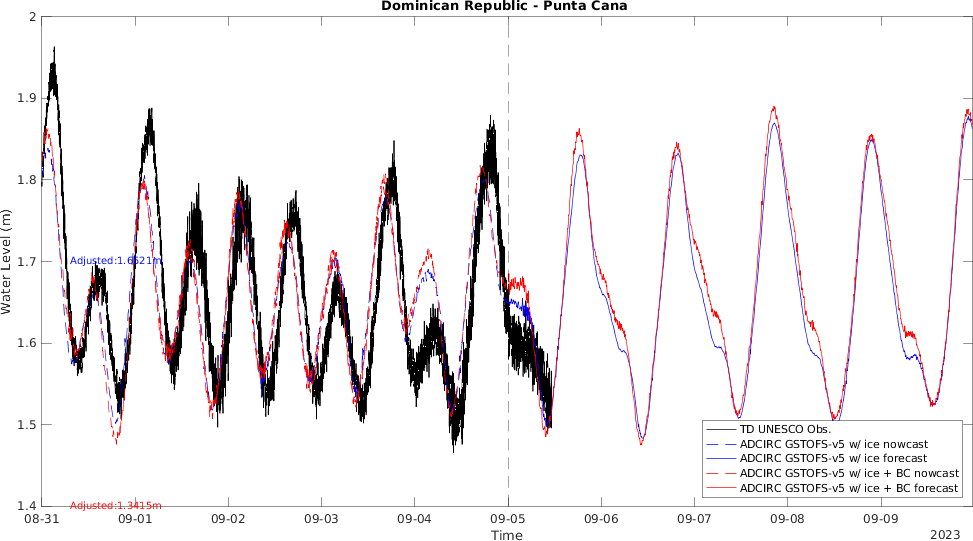 Dominican Republic - Punta Cana
Water Level (m)
2
1.9
1.8
1.7
1.6
1.5
1.4
Adjusted:1.6621m
Adjusted:1.3415m
TD UNESCO Obs.
ADCIRC GSTOFS-v5 w/ ice nowcast
ADCIRC GSTOFS-v5 w/ ice forecast
ADCIRC GSTOFS-v5 w/ ice + BC nowcast
ADCIRC GSTOFS-v5 w/ ice + BC forecast
08-31 09-01 09-02 09-03 09-04 09-05 09-06 09-07 09-08 09-09
Time
2023